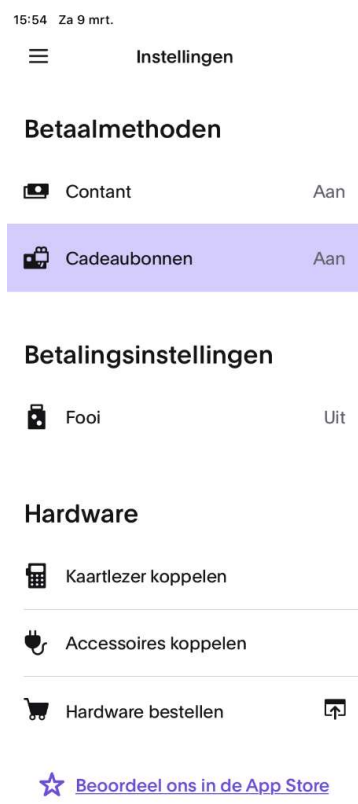 15:54 Za 9 mrt.
Instellingen
Betaalmethoden
Contant Aan
Cadeaubonnen Aan
Betalingsinstellingen
Fooi Uit
Hardware
Kaartlezer koppelen
Accessoires koppelen
Hardware bestellen
Beoordeel ons in de App Store